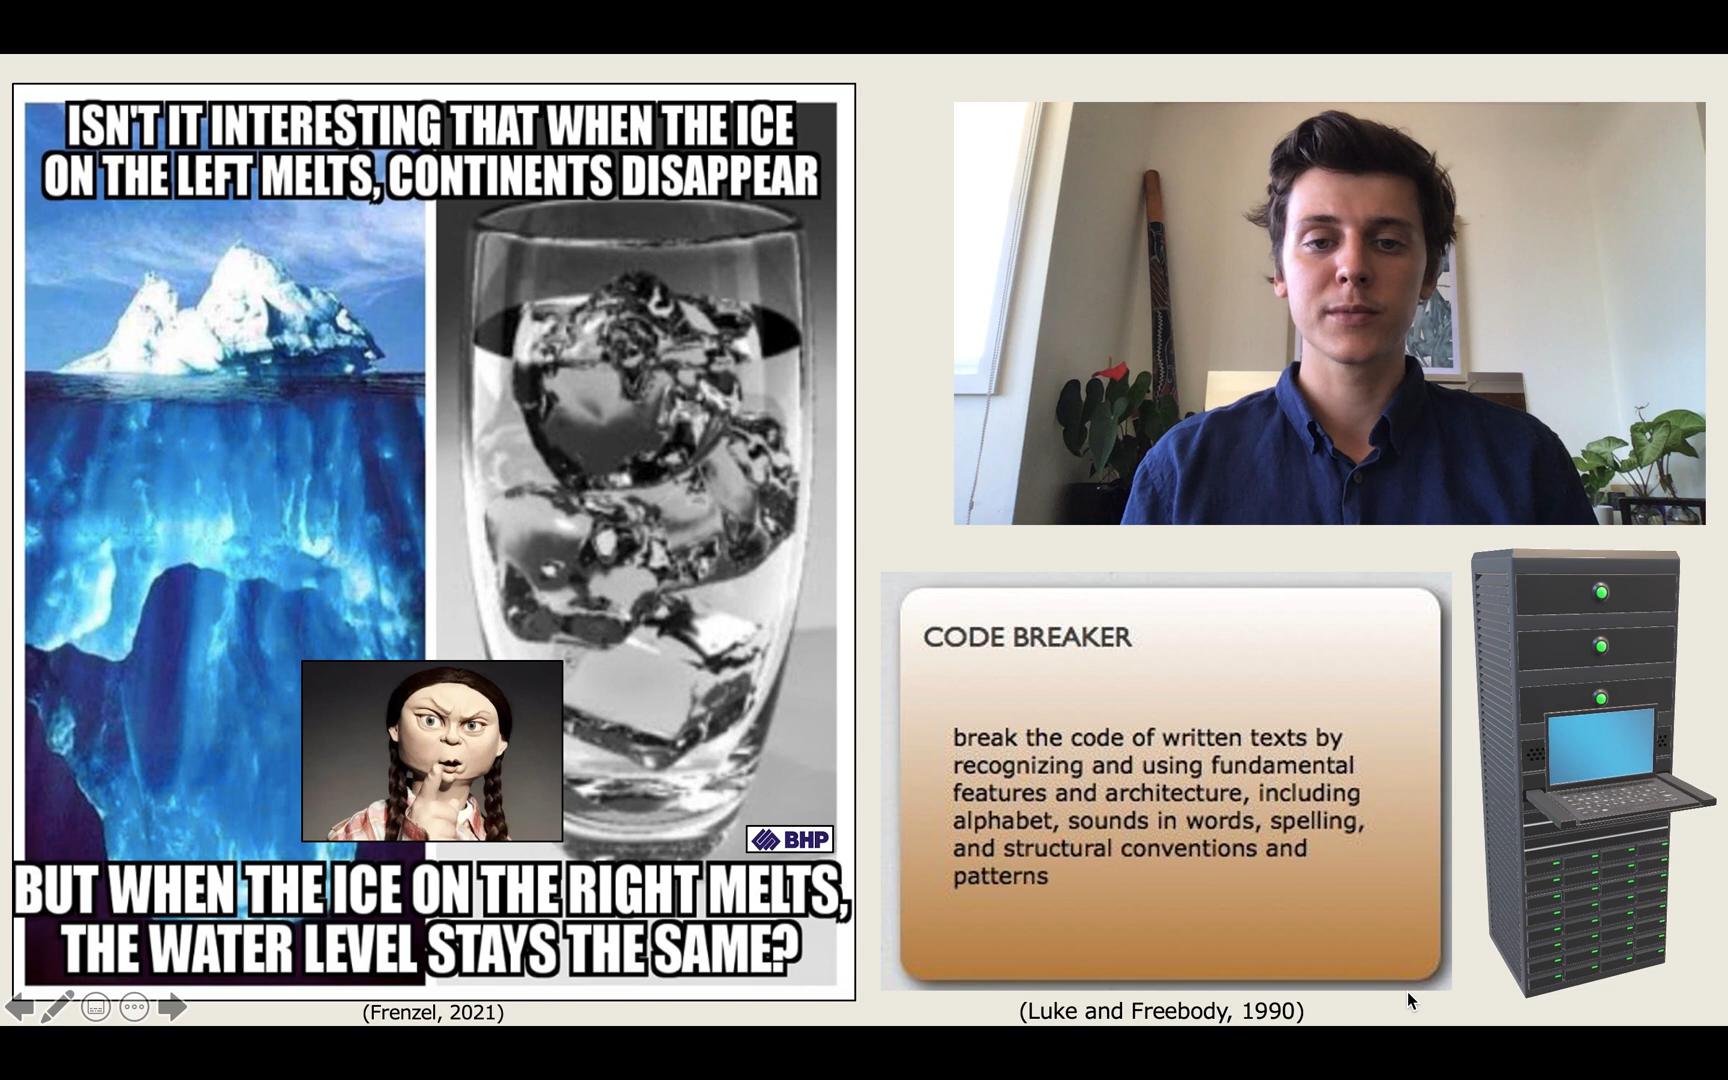 ISN'T IT INTERESTING THAT WHEN THE ICE
ON THE LEFT MELTS, CONTINENTS DISAPPEAR
BHP
BUT WHEN THE ICE ON THE RIGHT MELTS,
THE WATER LEVEL STAYS THE SAME?
(Frenzel, 2021)
CODE BREAKER
break the code of written texts by
recognizing and using fundamental
features and architecture, including
alphabet, sounds in words, spelling,
and structural conventions and
patterns
(Luke and Freebody, 1990)